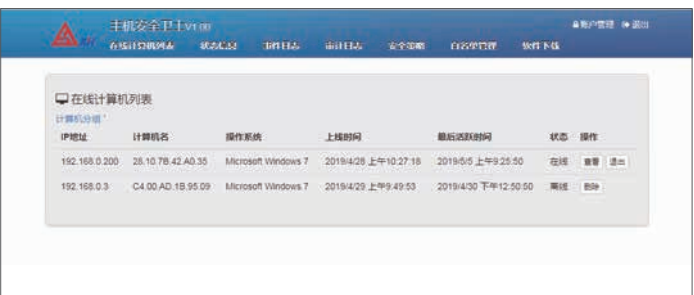 主机安全卫士V1.00
账户管理 退出
在线计算机列表 状态信息 事件日志 审计日志 安全策略 白名单管理 软件下载
在线计算机列表
计算机分组
IP地址 计算机名 操作系统 上线时间 最后活跃时间 状态 操作
192.168.0.200 28.10.7B.42.A0.35 Microsoft Windows 7 2019/4/28 上午10:27:18 2019/5/5 上午9:25:50 在线 查看 退出
192.168.0.3 C4.00.AD.1B.95.09 Microsoft Windows 7 2019/4/29 上午9:49:53 2019/4/30 下午12:50:50 离线 删除